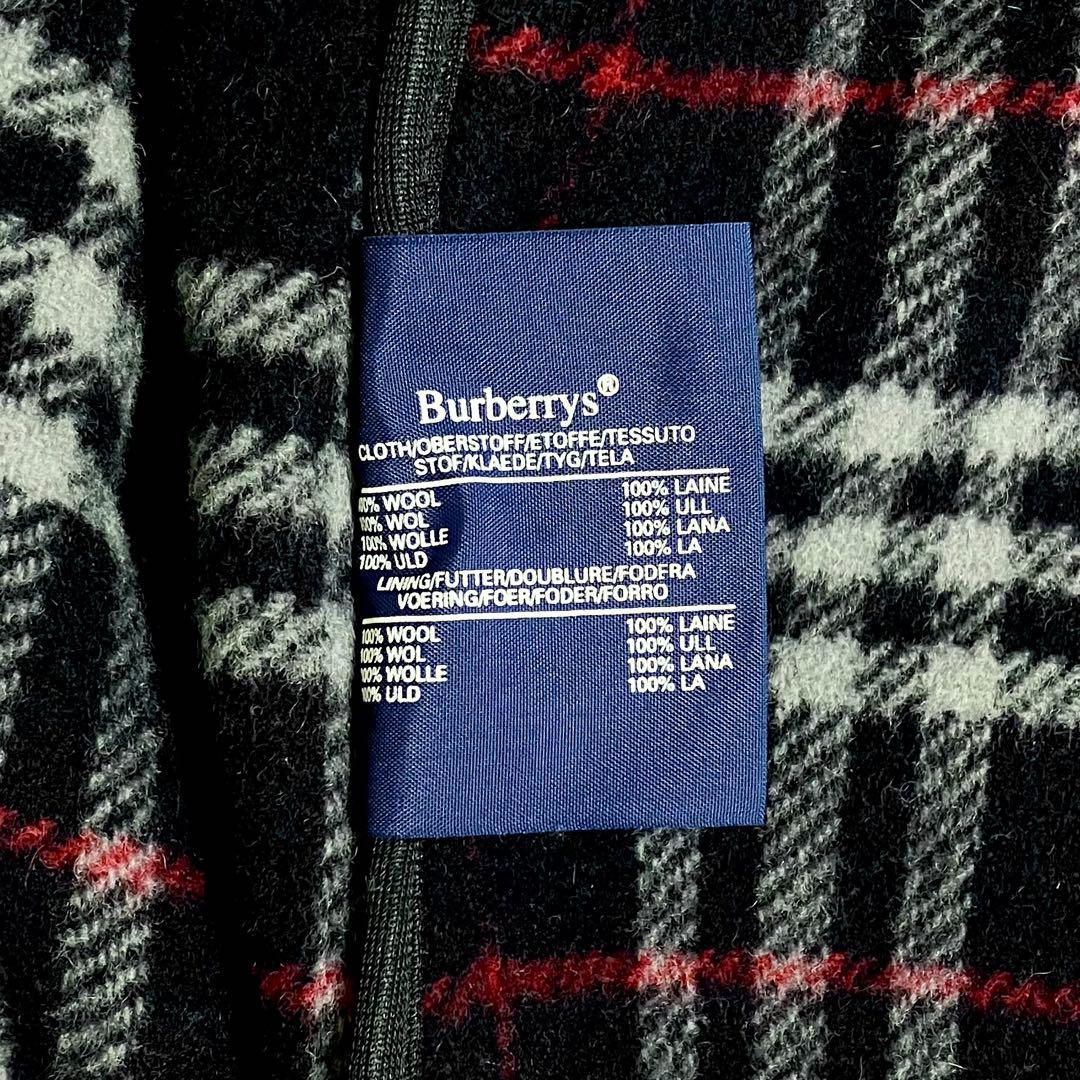 Burberrys®
CLOTH/OBERSTOFF/ETOFFE/TESSUTO
STOF/KLAEDE/TYG/TELA
100% WOOL 100% LAINE
100% WOL 100% ULL
100% WOLLE 100% LANA
100% ULD 100% LA
LINING/FUTTER/DOUBLURE/FODERA
VOERING/FOER/FODER/FORRO
100% WOOL 100% LAINE
100% WOL 100% ULL
100% WOLLE 100% LANA
100% ULD 100% LA